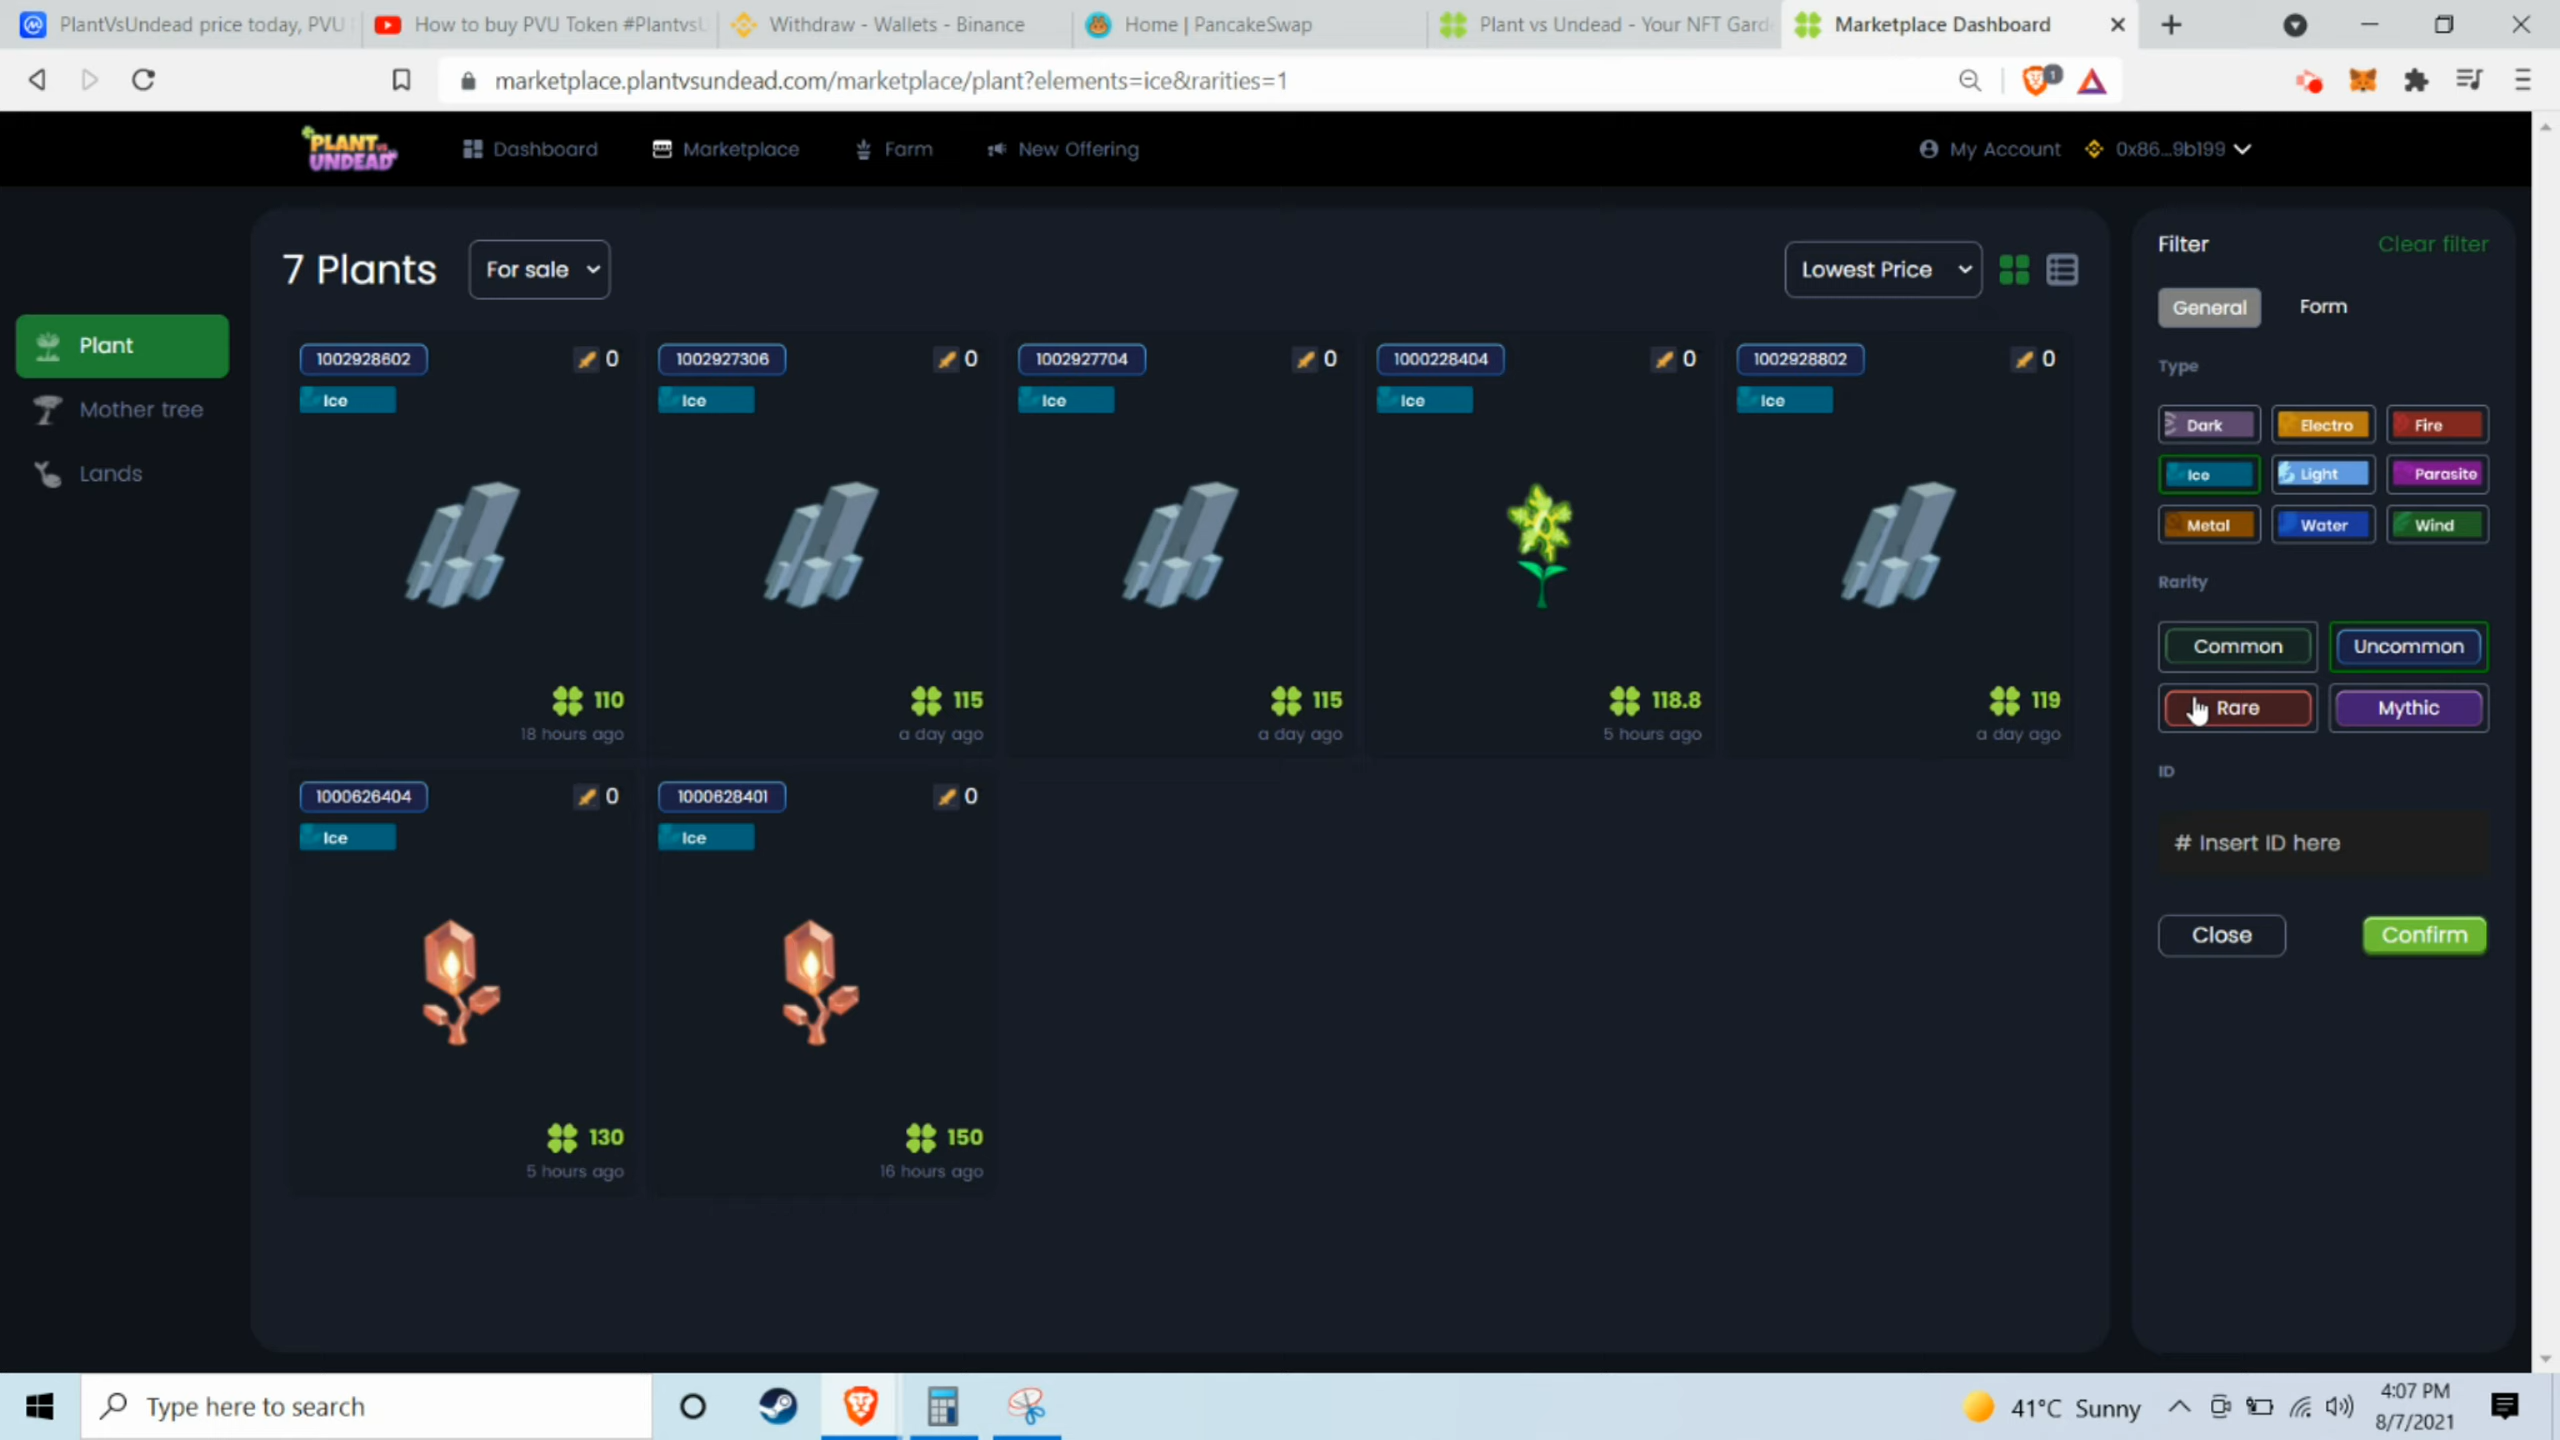 PlantVsUndead price today, PVU
How to buy PVU Token #PlantvsU
Withdraw - Wallets - Binance
Home | PancakeSwap
Plant vs Undead - Your NFT Gard
Marketplace Dashboard
marketplace.plantvsundead.com/marketplace/plant?elements=ice&rarities=1
1
PLANT VS UNDEAD
Dashboard
Marketplace
Farm
New Offering
My Account
0x86...9b199
Plant
Mother tree
Lands
7 Plants
For sale
Lowest Price
1002928602
0
Ice
110
18 hours ago
1002927306
0
Ice
115
a day ago
1002927704
0
Ice
115
a day ago
1000228404
0
Ice
118.8
5 hours ago
1002928802
0
Ice
119
a day ago
1000626404
0
Ice
130
5 hours ago
1000628401
0
Ice
150
16 hours ago
Filter
Clear filter
General
Form
Type
Dark
Electro
Fire
Ice
Light
Parasite
Metal
Water
Wind
Rarity
Common
Uncommon
Rare
Mythic
ID
# Insert ID here
Close
Confirm
Type here to search
41°C Sunny
4:07 PM
8/7/2021